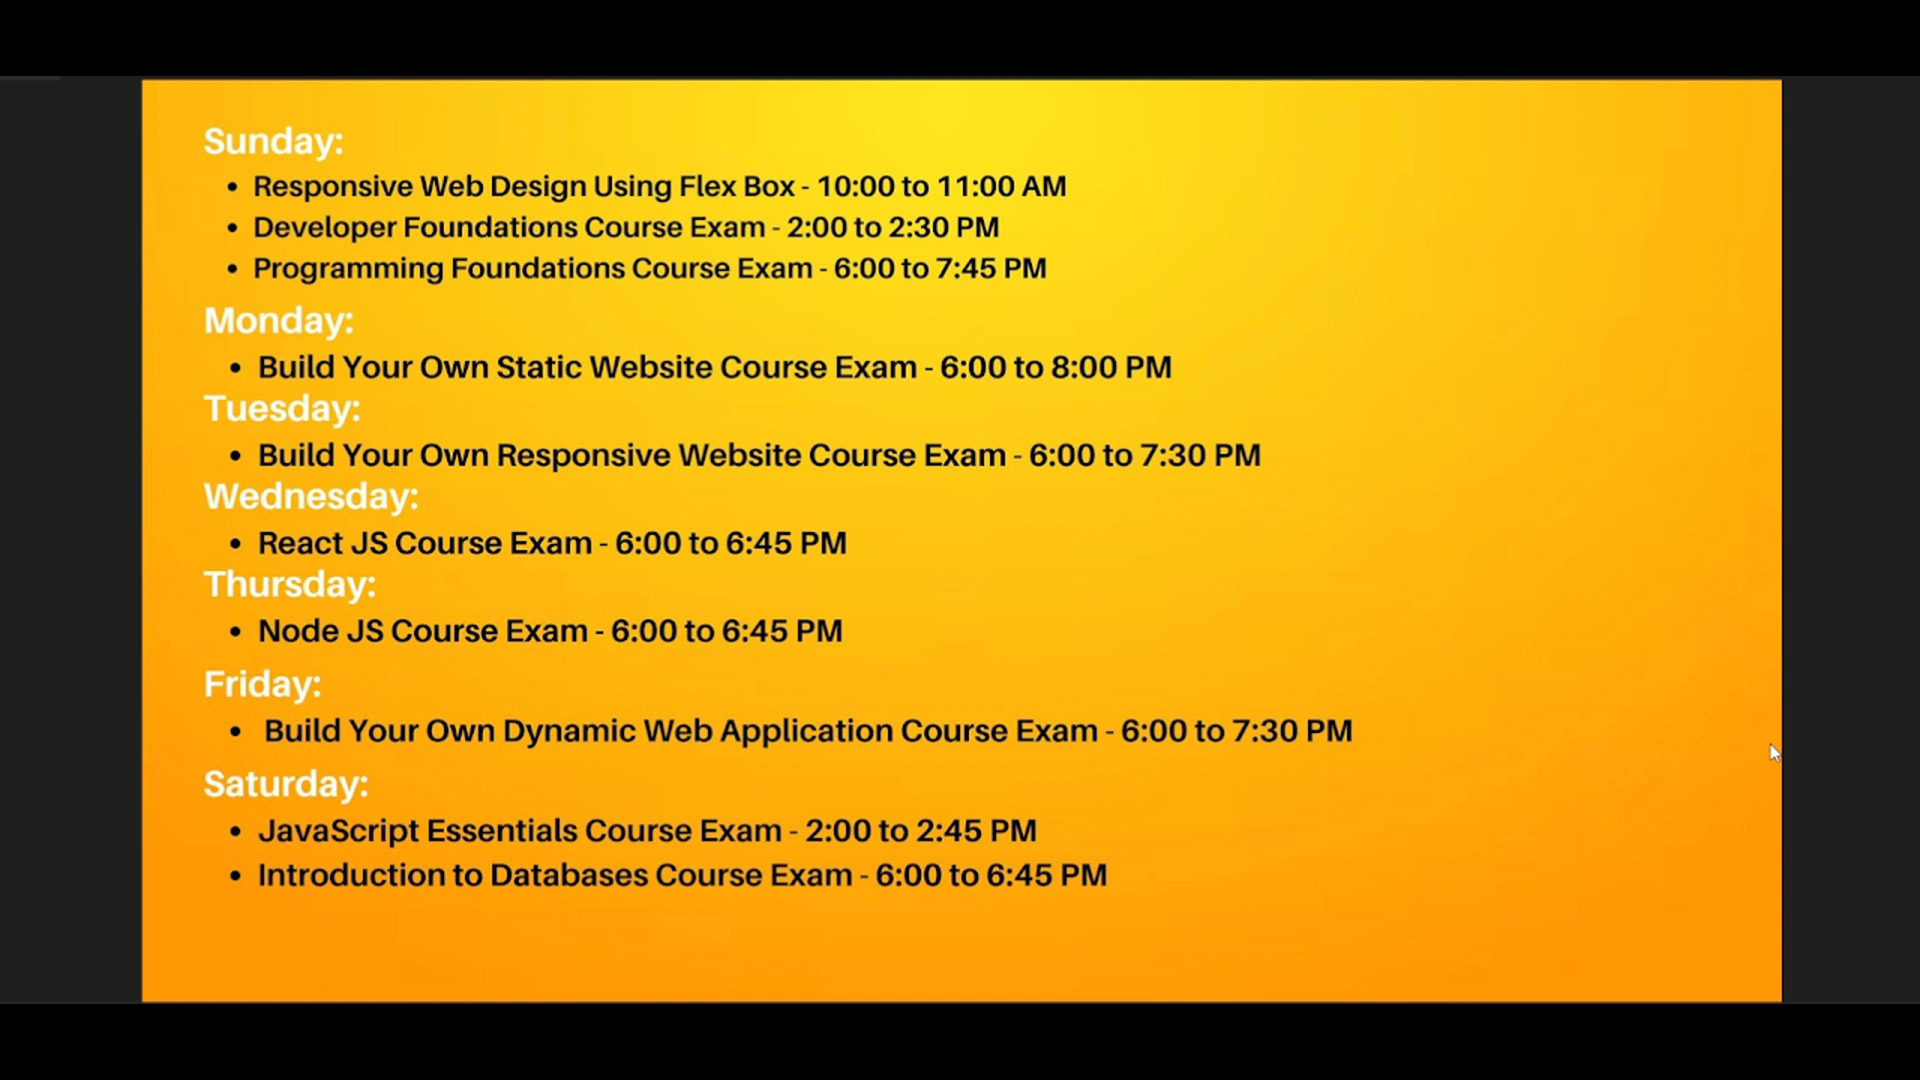 Sunday:
• Responsive Web Design Using Flex Box - 10:00 to 11:00 AM
• Developer Foundations Course Exam - 2:00 to 2:30 PM
• Programming Foundations Course Exam - 6:00 to 7:45 PM
Monday:
• Build Your Own Static Website Course Exam - 6:00 to 8:00 PM
Tuesday:
• Build Your Own Responsive Website Course Exam - 6:00 to 7:30 PM
Wednesday:
• React JS Course Exam - 6:00 to 6:45 PM
Thursday:
• Node JS Course Exam - 6:00 to 6:45 PM
Friday:
• Build Your Own Dynamic Web Application Course Exam - 6:00 to 7:30 PM
Saturday:
• JavaScript Essentials Course Exam - 2:00 to 2:45 PM
• Introduction to Databases Course Exam - 6:00 to 6:45 PM